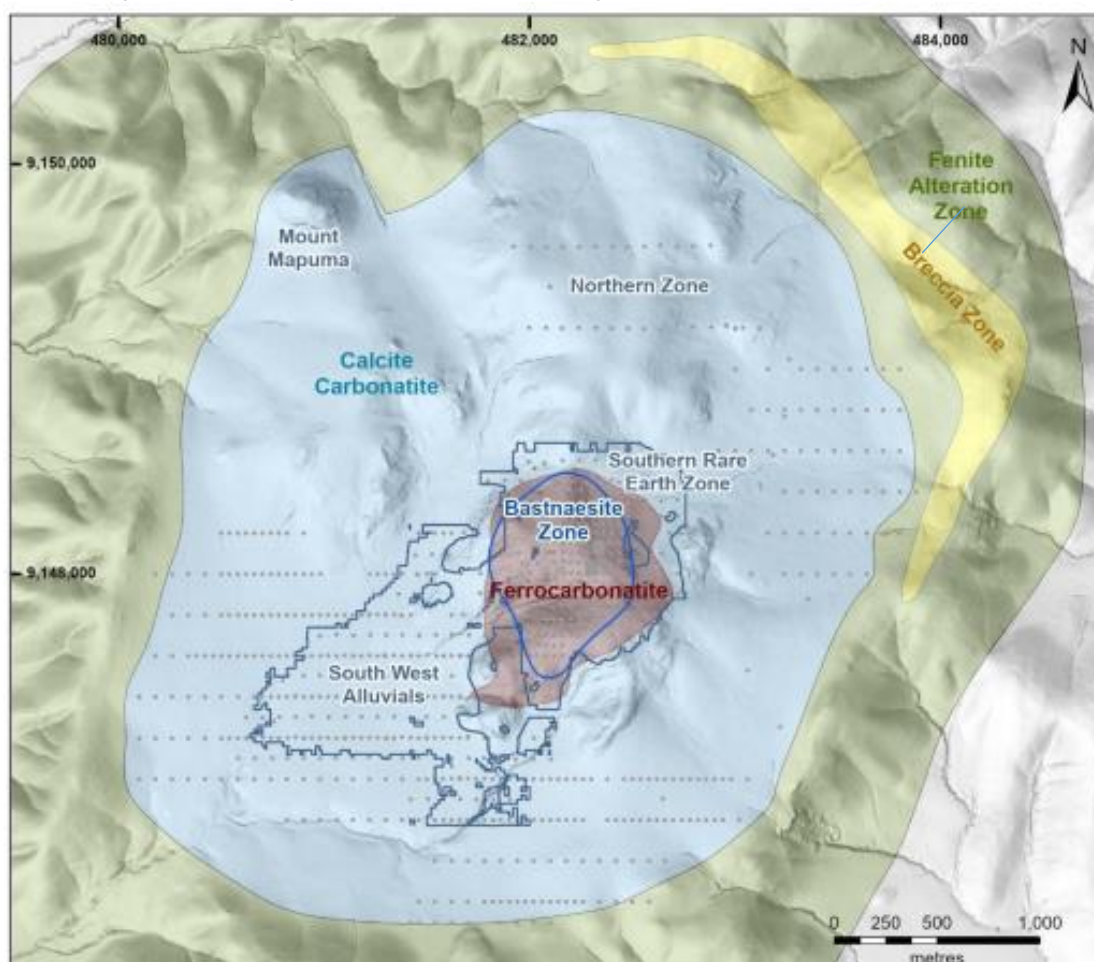 480,000
482,000
484,000
N
9,150,000
Fenite
Alteration
Zone
Mount
Mapuma
Breccia Zone
Northern Zone
Calcite
Carbonatite
Southern Rare
Earth Zone
Bastnaesite
Zone
9,148,000
Ferrocarbonatite
South West
Alluvials
0 250 500 1,000
metres